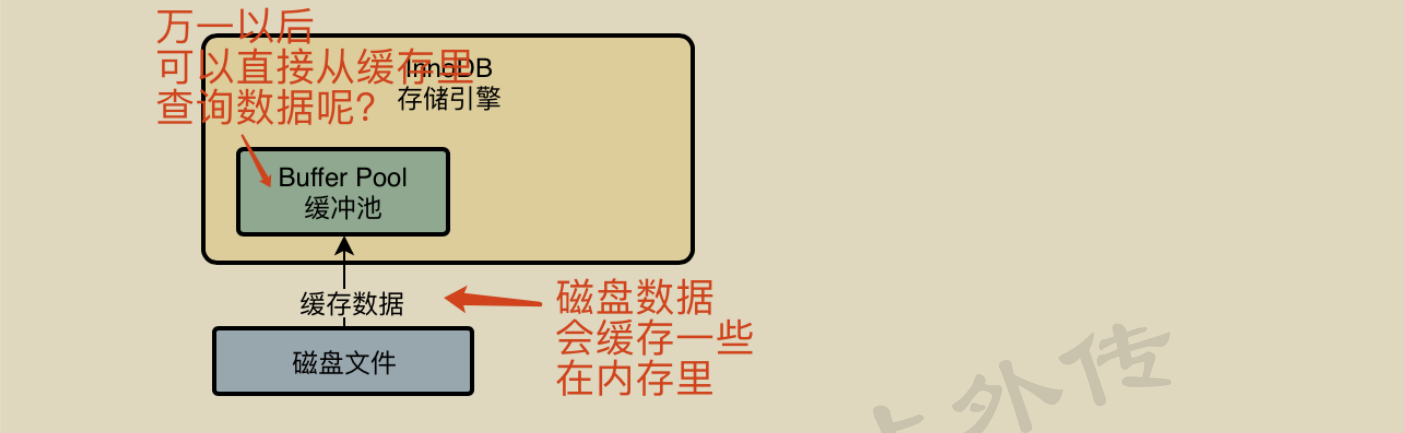 万一以后
可以直接从缓存里
查询数据呢?
InnoDB
存储引擎
Buffer Pool
缓冲池
缓存数据
磁盘数据
会缓存一些
在内存里
磁盘文件
外传